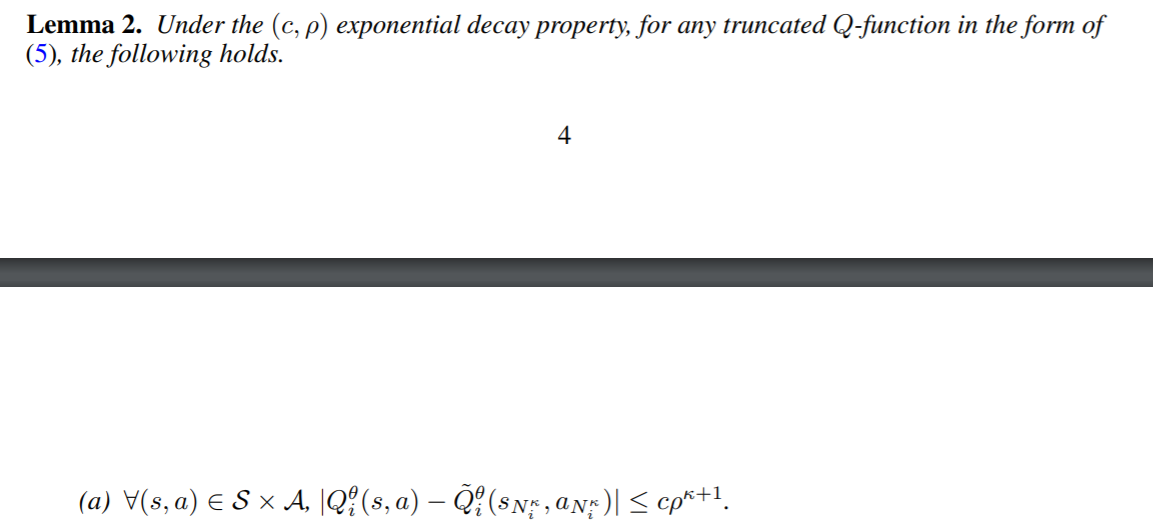 Lemma 2. Under the (c, ρ) exponential decay property, for any truncated Q-function in the form of
(5), the following holds.
4
(a) ∀(s, a) ∈ 𝒮 × 𝒜, |Q_i^θ(s, a) − Q̃_i^θ(s_{N_i^κ}, a_{N_i^κ})| ≤ cρ^{κ+1}.